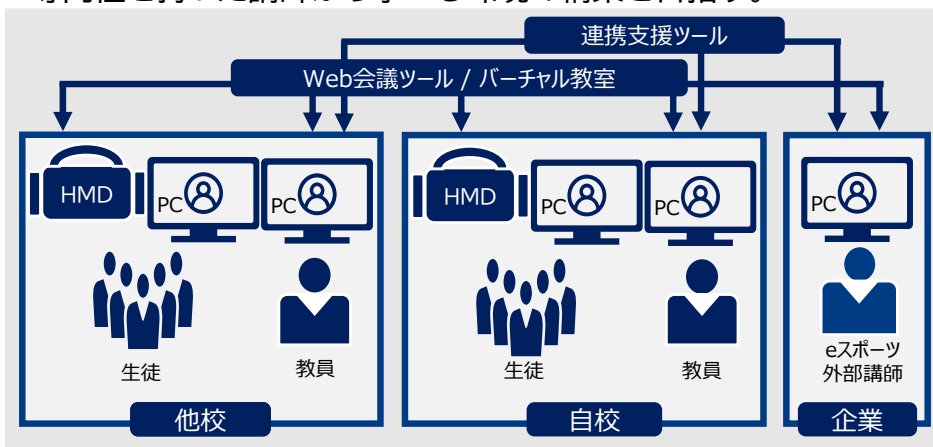 連携支援ツール
Web会議ツール / バーチャル教室
HMD
PC
PC
生徒
教員
他校
HMD
PC
PC
生徒
教員
自校
PC
eスポーツ
外部講師
企業